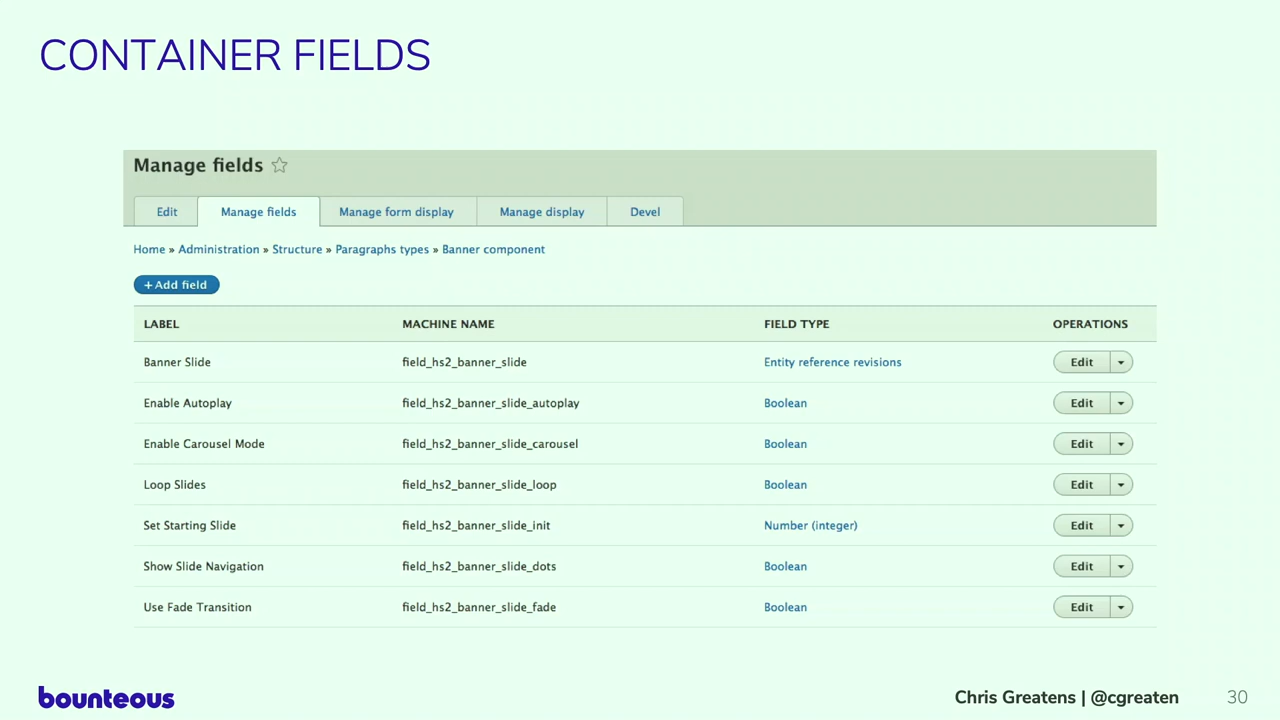 CONTAINER FIELDS
Manage fields
Edit Manage fields Manage form display Manage display Devel
Home » Administration » Structure » Paragraphs types » Banner component
+ Add field
LABEL MACHINE NAME FIELD TYPE OPERATIONS
Banner Slide field_hs2_banner_slide Entity reference revisions Edit
Enable Autoplay field_hs2_banner_slide_autoplay Boolean Edit
Enable Carousel Mode field_hs2_banner_slide_carousel Boolean Edit
Loop Slides field_hs2_banner_slide_loop Boolean Edit
Set Starting Slide field_hs2_banner_slide_init Number (integer) Edit
Show Slide Navigation field_hs2_banner_slide_dots Boolean Edit
Use Fade Transition field_hs2_banner_slide_fade Boolean Edit
bounteous Chris Greatens | @cgreaten 30